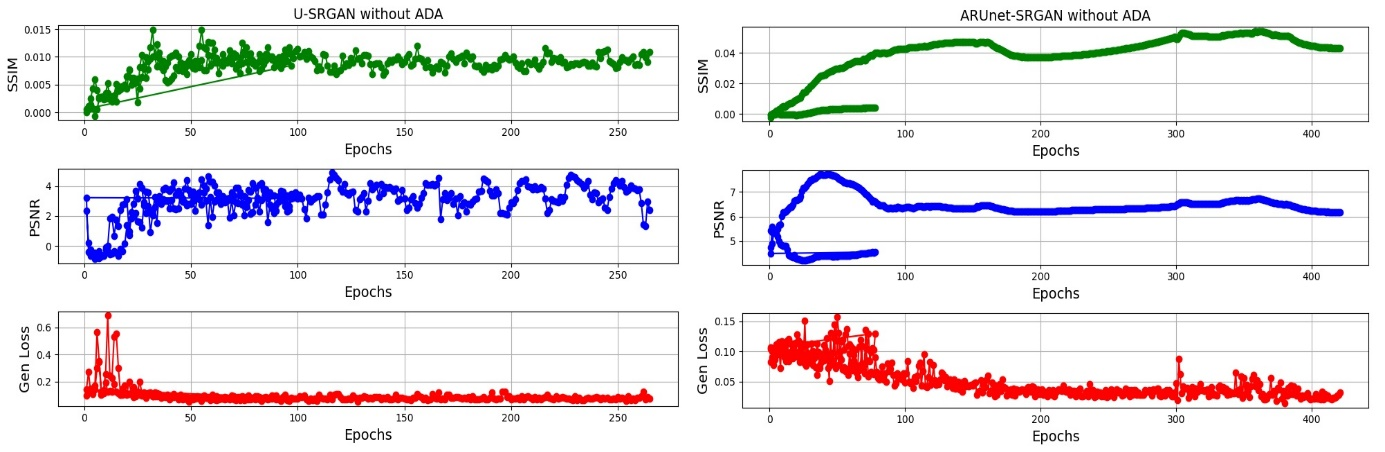 U-SRGAN without ADA
SSIM
0.015
0.010
0.005
0.000
0 50 100 150 200 250
Epochs
PSNR
4
2
0
0 50 100 150 200 250
Epochs
Gen Loss
0.6
0.4
0.2
0 50 100 150 200 250
Epochs
ARUnet-SRGAN without ADA
SSIM
0.04
0.02
0.00
0 100 200 300 400
Epochs
PSNR
7
6
5
0 100 200 300 400
Epochs
Gen Loss
0.15
0.10
0.05
0 100 200 300 400
Epochs